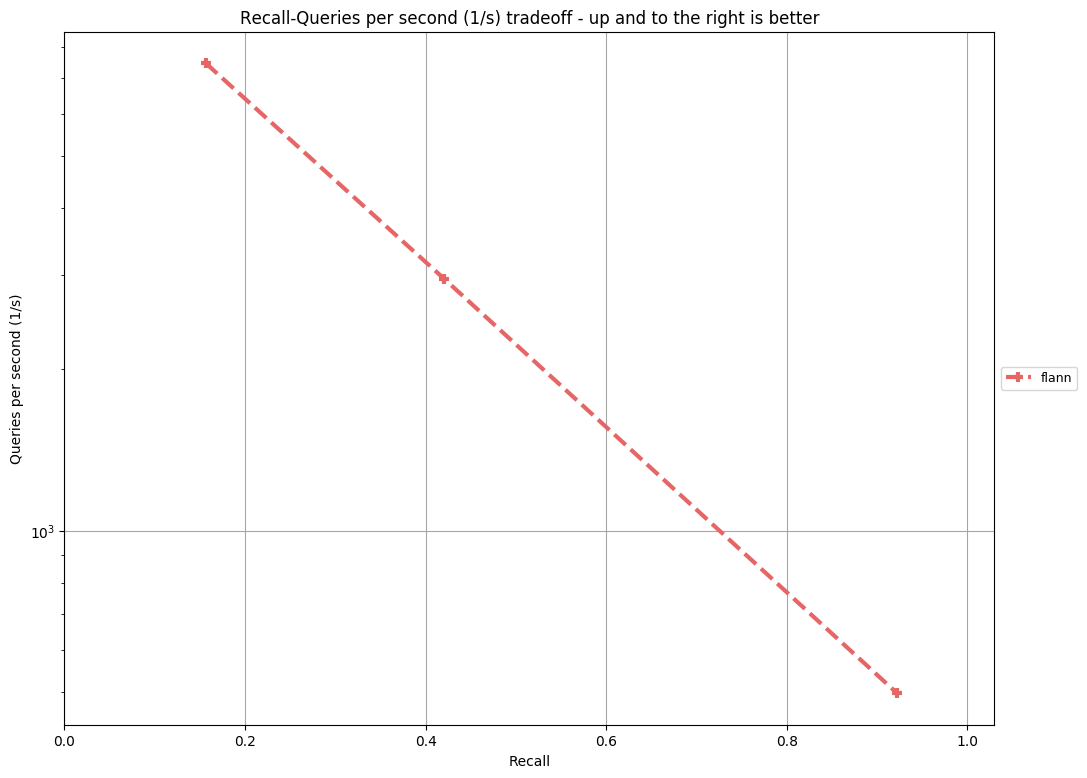 Recall-Queries per second (1/s) tradeoff - up and to the right is better
Queries per second (1/s)
10³
flann
0.0 0.2 0.4 0.6 0.8 1.0
Recall